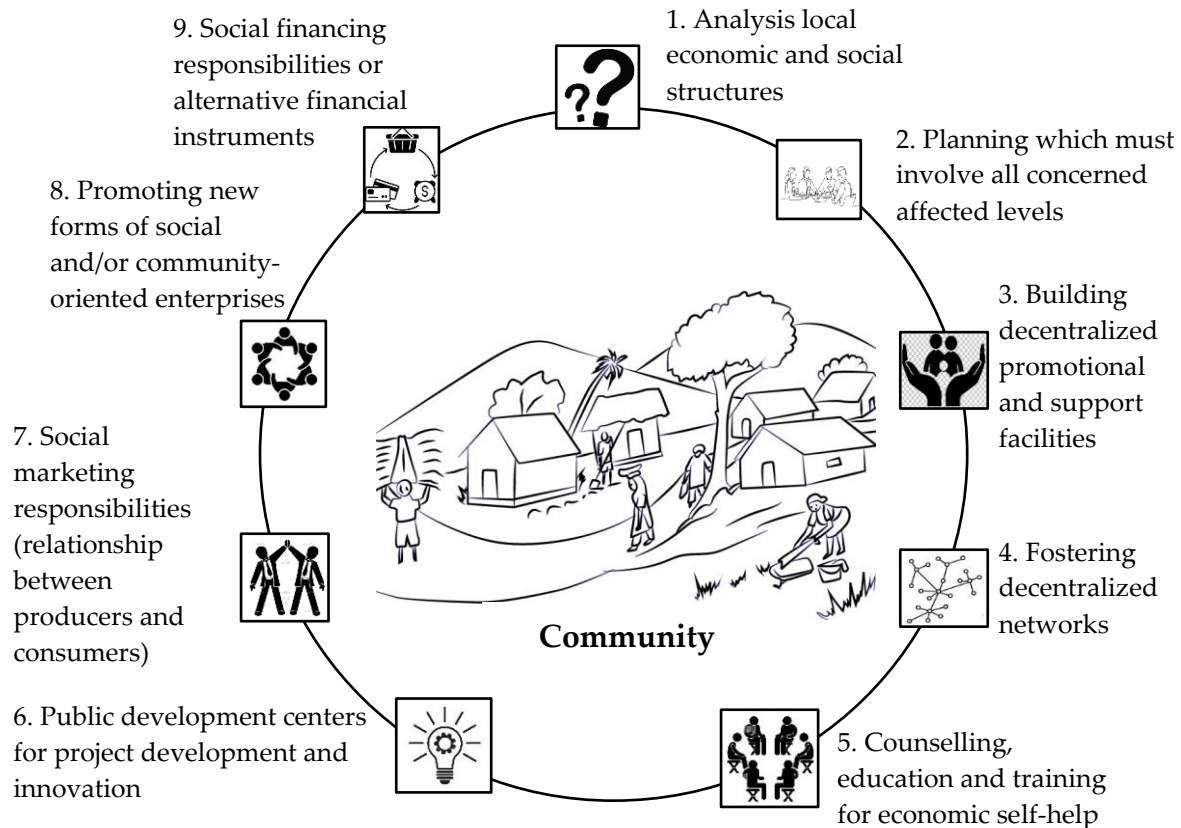 1. Analysis local
economic and social
structures
2. Planning which must
involve all concerned
affected levels
3. Building
decentralized
promotional
and support
facilities
4. Fostering
decentralized
networks
5. Counselling,
education and training
for economic self-help
6. Public development centers
for project development and
innovation
7. Social
marketing
responsibilities
(relationship
between
producers and
consumers)
8. Promoting new
forms of social
and/or community-
oriented enterprises
9. Social financing
responsibilities or
alternative financial
instruments
Community